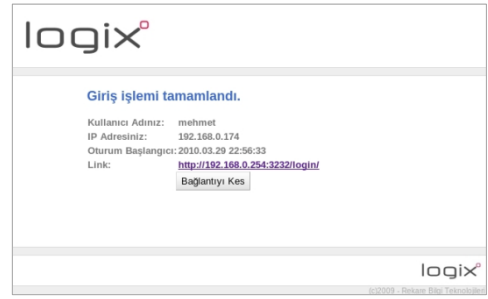 logix
Giriş işlemi tamamlandı.
Kullanıcı Adınız: mehmet
IP Adresiniz: 192.168.0.174
Oturum Başlangıcı: 2010.03.29 22:56:33
Link: http://192.168.0.254:3232/login/
Bağlantıyı Kes
logix
(c)2009 - Rekare Bilgi Teknolojileri